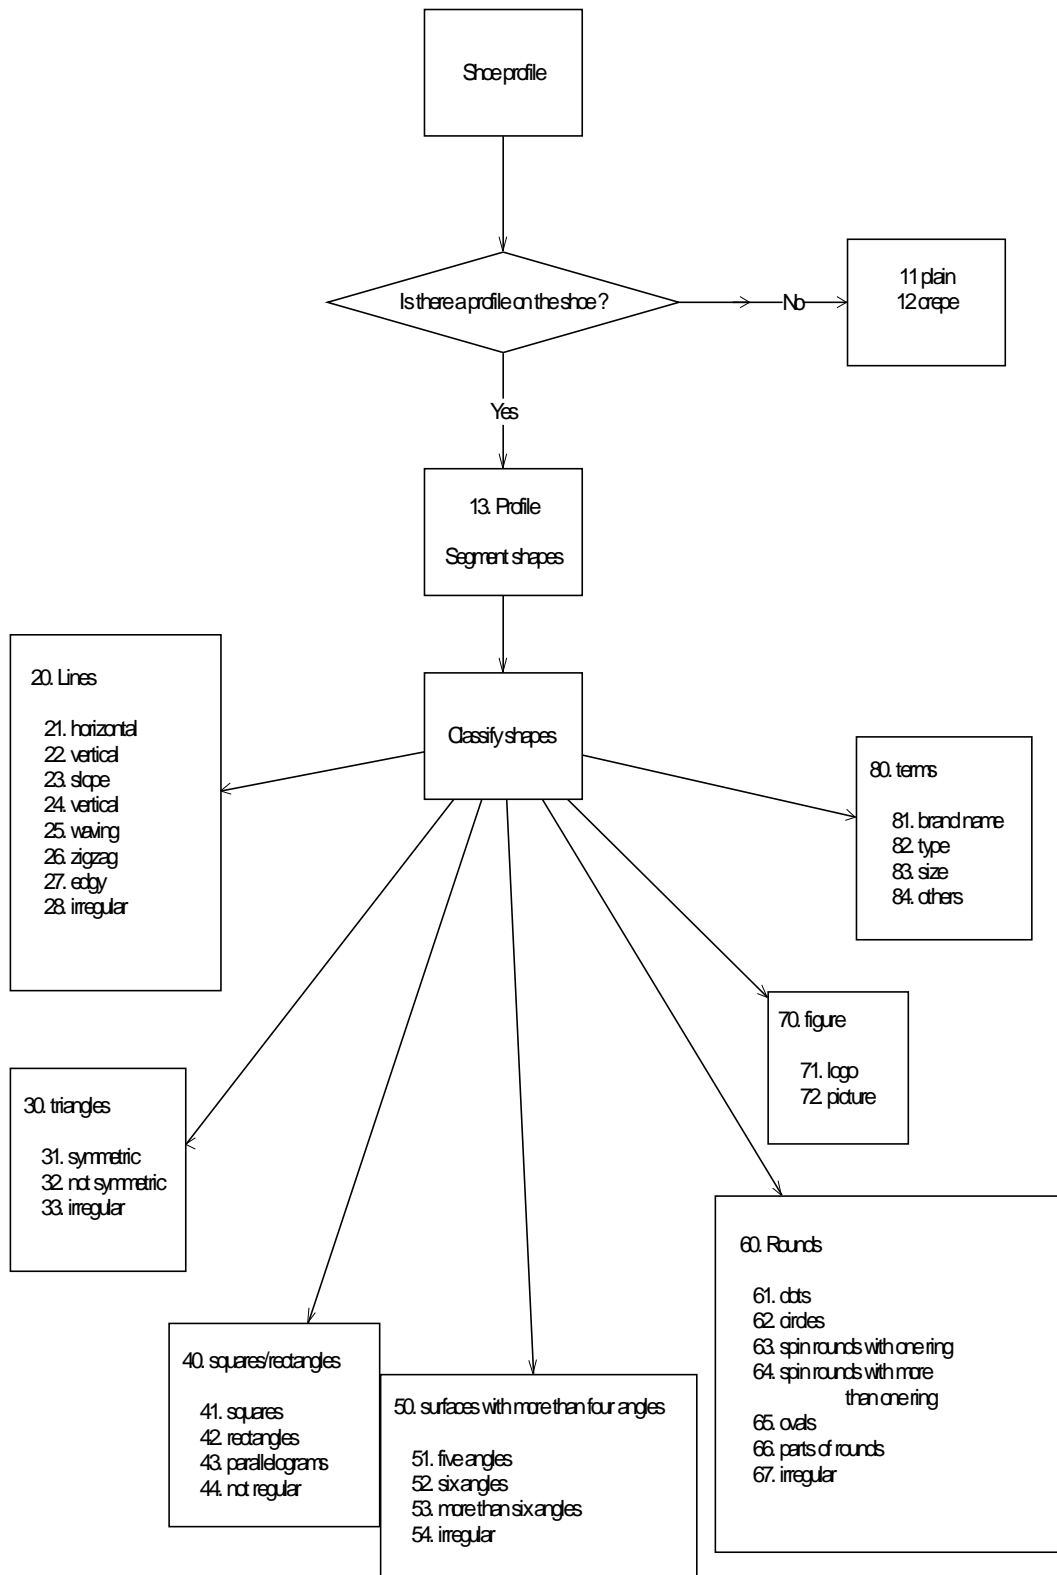 Shoe profile
Is there a profile on the shoe?
No
11 plain
12 crepe
Yes
13. Profile
Segment shapes
Classify shapes
20. Lines
21. horizontal
22. vertical
23. slope
24. vertical
25. waving
26. zigzag
27. edgy
28. irregular
80. terms
81. brand name
82. type
83. size
84. others
70. figure
71. logo
72. picture
30. triangles
31. symmetric
32. not symmetric
33. irregular
60. Rounds
61. dots
62. circles
63. spin rounds with one ring
64. spin rounds with more
than one ring
65. ovals
66. parts of rounds
67. irregular
40. squares/rectangles
41. squares
42. rectangles
43. parallelograms
44. not regular
50. surfaces with more than four angles
51. five angles
52. six angles
53. more than six angles
54. irregular